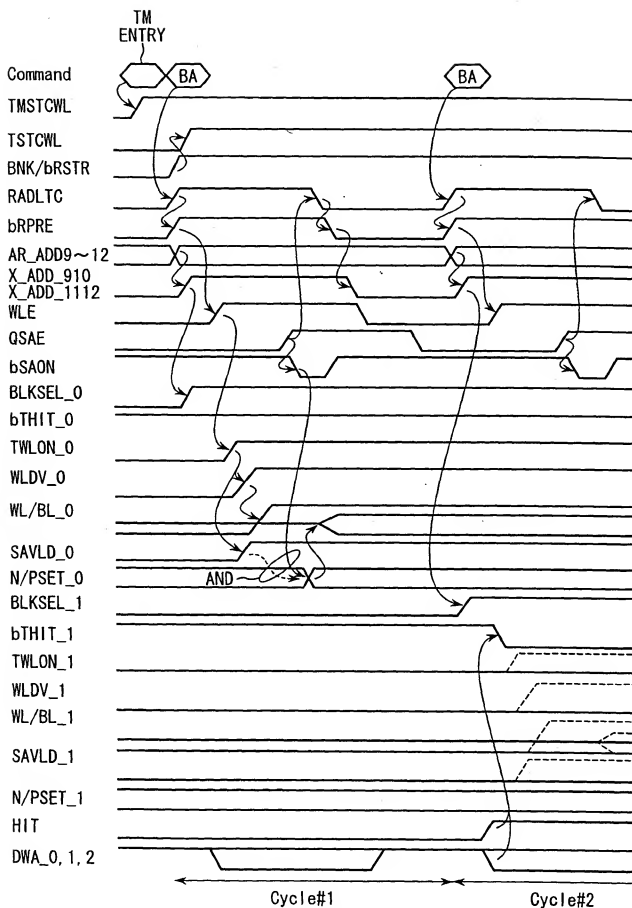 TM
ENTRY
Command
BA
BA
TMSTCWL
TSTCWL
BNK/bRSTR
RADLTC
bRPRE
AR_ADD9～12
X_ADD_910
X_ADD_1112
WLE
QSAE
bSAON
BLKSEL_0
bTHIT_0
TWLON_0
WLDV_0
WL/BL_0
SAVLD_0
N/PSET_0
AND
BLKSEL_1
bTHIT_1
TWLON_1
WLDV_1
WL/BL_1
SAVLD_1
N/PSET_1
HIT
DWA_0, 1, 2
Cycle#1
Cycle#2